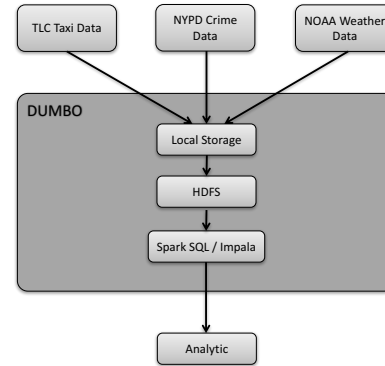 TLC Taxi Data
NYPD Crime
Data
NOAA Weather
Data
DUMBO
Local Storage
HDFS
Spark SQL / Impala
Analytic